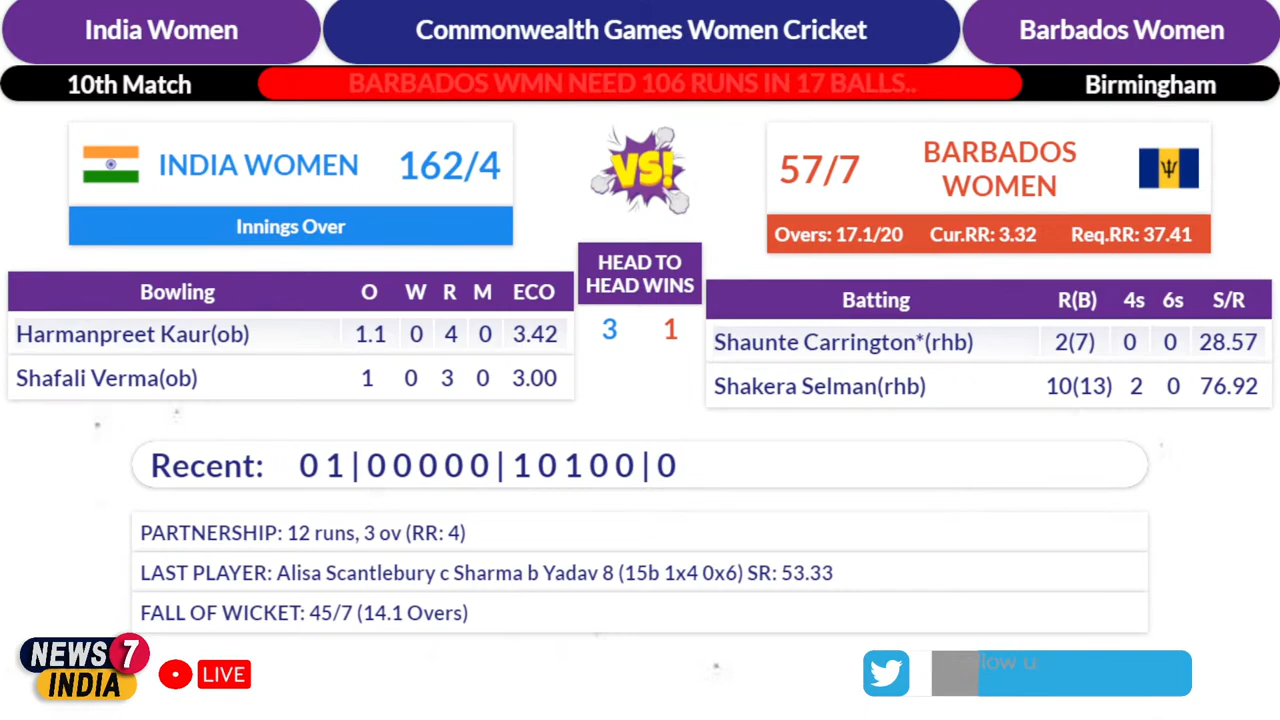 India Women
Commonwealth Games Women Cricket
Barbados Women
10th Match
BARBADOS WMN NEED 106 RUNS IN 17 BALLS..
Birmingham
INDIA WOMEN 162/4
Innings Over
VS!
57/7
BARBADOS
WOMEN
Overs: 17.1/20 Cur.RR: 3.32 Req.RR: 37.41
HEAD TO
HEAD WINS
3 1
Bowling O W R M ECO
Harmanpreet Kaur(ob) 1.1 0 4 0 3.42
Shafali Verma(ob) 1 0 3 0 3.00
Batting R(B) 4s 6s S/R
Shaunte Carrington*(rhb) 2(7) 0 0 28.57
Shakera Selman(rhb) 10(13) 2 0 76.92
Recent: 0 1 | 0 0 0 0 0 | 1 0 1 0 0 | 0
PARTNERSHIP: 12 runs, 3 ov (RR: 4)
LAST PLAYER: Alisa Scantlebury c Sharma b Yadav 8 (15b 1x4 0x6) SR: 53.33
FALL OF WICKET: 45/7 (14.1 Overs)
NEWS 7
INDIA
LIVE